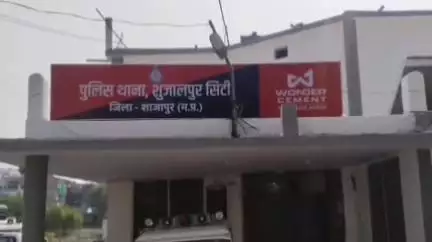 पुलिस थाना, शुजालपुर सिटी
जिला - शाजापुर (म.प्र.)
WONDER
CEMENT